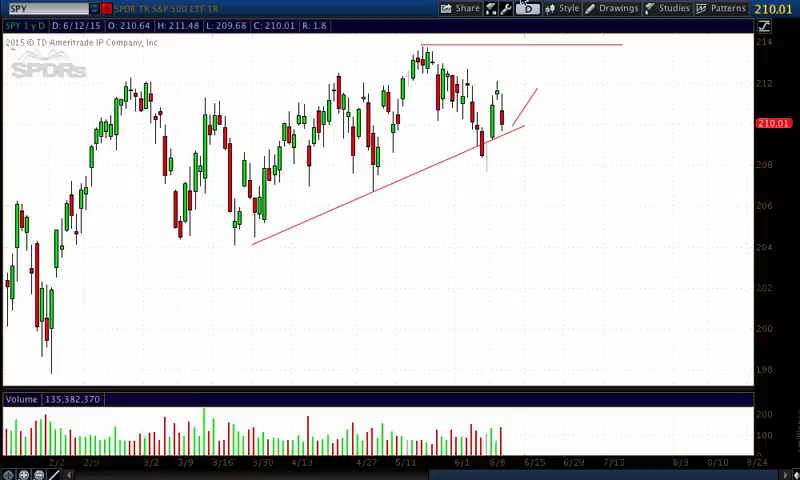 SPY SPDR TR S&P 500 ETF TR Share D Style Drawings Studies Patterns 210.01
SPY 1 y D D: 6/12/15 O: 210.64 H: 211.48 L: 209.68 C: 210.01 R: 1.8
2015 © TD Ameritrade IP Company, Inc.
SPDRs
214
212
210.01
208
206
204
200
198
Volume 135,382,370
200
100
0
2/2 2/9 3/2 3/9 3/16 3/30 4/13 4/27 5/11 6/1 6/8 6/15 6/29 7/13 8/3 8/24